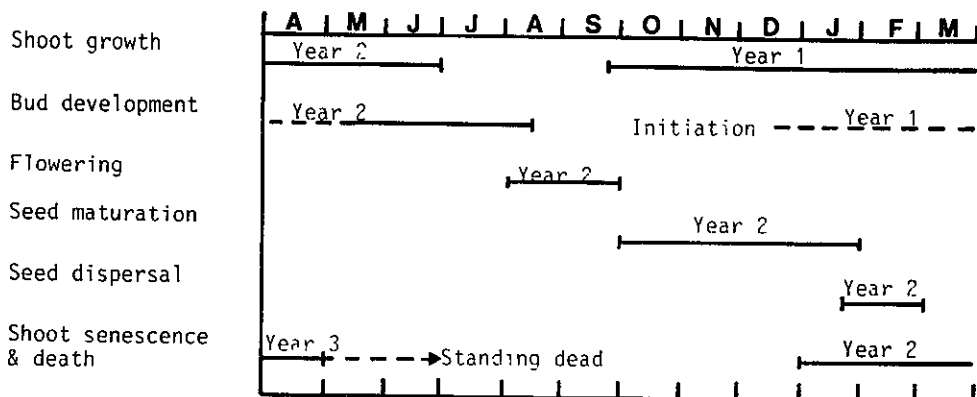 A M J J A S O N D J F M
Shoot growth
Year 2 Year 1
Bud development
Year 2 Initiation Year 1
Flowering
Year 2
Seed maturation
Year 2
Seed dispersal
Year 2
Shoot senescence
& death
Year 3 Standing dead Year 2